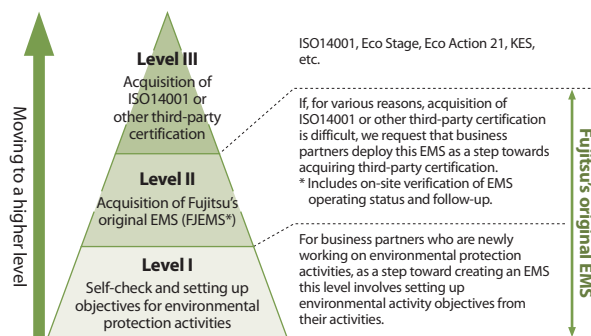 Moving to a higher level
Level III
Acquisition of
ISO14001 or
other third-party
certification
Level II
Acquisition of Fujitsu's
original EMS (FJEMS*)
Level I
Self-check and setting up
objectives for environmental
protection activities
ISO14001, Eco Stage, Eco Action 21, KES,
etc.
If, for various reasons, acquisition of
ISO14001 or other third-party certification
is difficult, we request that business
partners deploy this EMS as a step towards
acquiring third-party certification.
* Includes on-site verification of EMS
operating status and follow-up.
For business partners who are newly
working on environmental protection
activities, as a step toward creating an EMS
this level involves setting up
environmental activity objectives from
their activities.
Fujitsu's original EMS